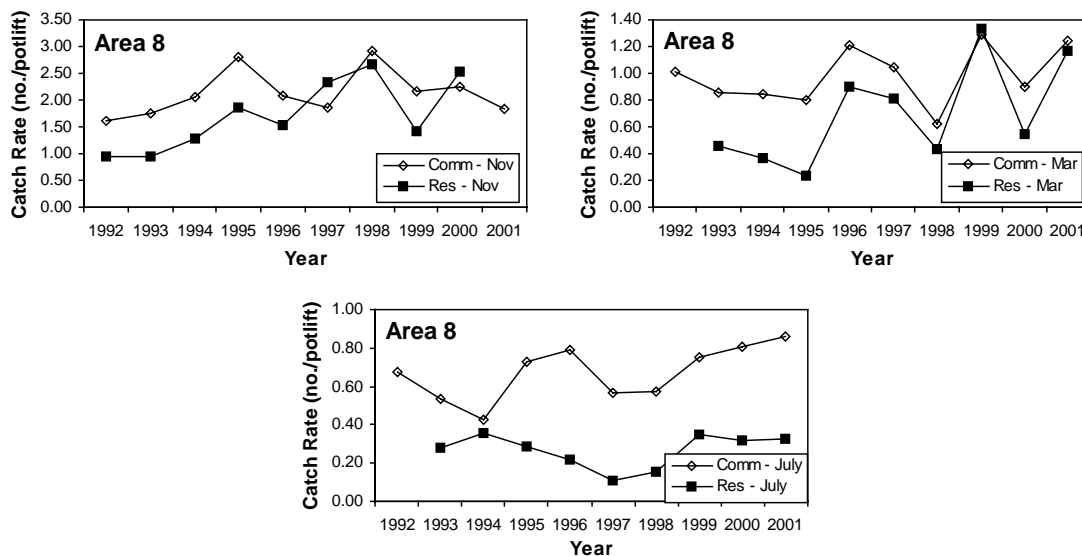 Area 8
Catch Rate (no./potlift)
3.50
3.00
2.50
2.00
1.50
1.00
0.50
0.00
Comm - Nov
Res - Nov
1992 1993 1994 1995 1996 1997 1998 1999 2000 2001
Year
Area 8
Catch Rate (no./potlift)
1.40
1.20
1.00
0.80
0.60
0.40
0.20
0.00
Comm - Mar
Res - Mar
1992 1993 1994 1995 1996 1997 1998 1999 2000 2001
Year
Area 8
Catch Rate (no./potlift)
1.00
0.80
0.60
0.40
0.20
0.00
Comm - July
Res - July
1992 1993 1994 1995 1996 1997 1998 1999 2000 2001
Year